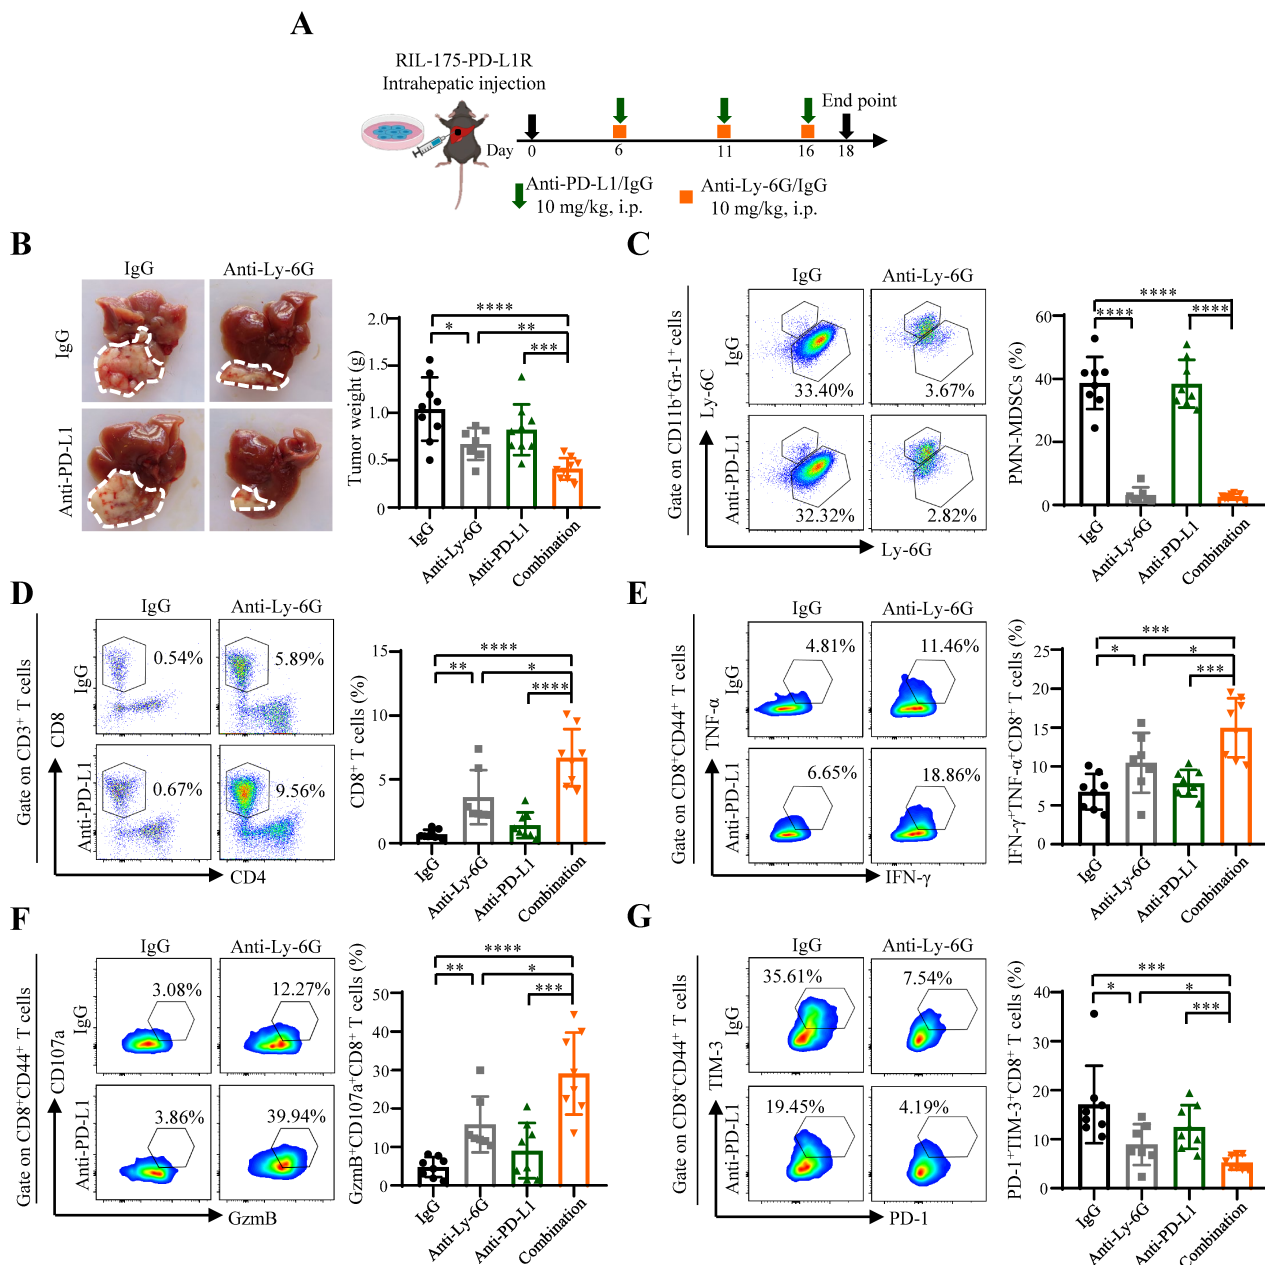 A
RIL-175-PD-L1R
Intrahepatic injection
End point
Day
0
6
11
16
18
Anti-PD-L1/IgG
10 mg/kg, i.p.
Anti-Ly-6G/IgG
10 mg/kg, i.p.
B
IgG
Anti-Ly-6G
IgG
Anti-PD-L1
Tumor weight (g)
2.0
1.5
1.0
0.5
0
****
*
**
***
IgG
Anti-Ly-6G
Anti-PD-L1
Combination
C
IgG
Anti-Ly-6G
Gate on CD11b⁺Gr-1⁺ cells
Ly-6C
IgG
Anti-PD-L1
33.40%
3.67%
32.32%
2.82%
Ly-6G
PMN-MDSCs (%)
60
40
20
0
****
****
****
IgG
Anti-Ly-6G
Anti-PD-L1
Combination
D
IgG
Anti-Ly-6G
Gate on CD3⁺ T cells
CD8
IgG
Anti-PD-L1
0.54%
5.89%
0.67%
9.56%
CD4
CD8⁺ T cells (%)
15
10
5
0
****
**
*
****
IgG
Anti-Ly-6G
Anti-PD-L1
Combination
E
IgG
Anti-Ly-6G
Gate on CD8⁺CD44⁺ T cells
TNF-α
IgG
Anti-PD-L1
4.81%
11.46%
6.65%
18.86%
IFN-γ
IFN-γ⁺TNF-α⁺CD8⁺ T cells (%)
25
20
15
10
5
0
***
*
*
***
IgG
Anti-Ly-6G
Anti-PD-L1
Combination
F
IgG
Anti-Ly-6G
Gate on CD8⁺CD44⁺ T cells
CD107a
IgG
Anti-PD-L1
3.08%
12.27%
3.86%
39.94%
GzmB
GzmB⁺CD107a⁺CD8⁺ T cells (%)
50
40
30
20
10
0
****
**
*
***
IgG
Anti-Ly-6G
Anti-PD-L1
Combination
G
IgG
Anti-Ly-6G
Gate on CD8⁺CD44⁺ T cells
TIM-3
IgG
Anti-PD-L1
35.61%
7.54%
19.45%
4.19%
PD-1
PD-1⁺TIM-3⁺CD8⁺ T cells (%)
40
30
20
10
0
***
*
*
***
IgG
Anti-Ly-6G
Anti-PD-L1
Combination